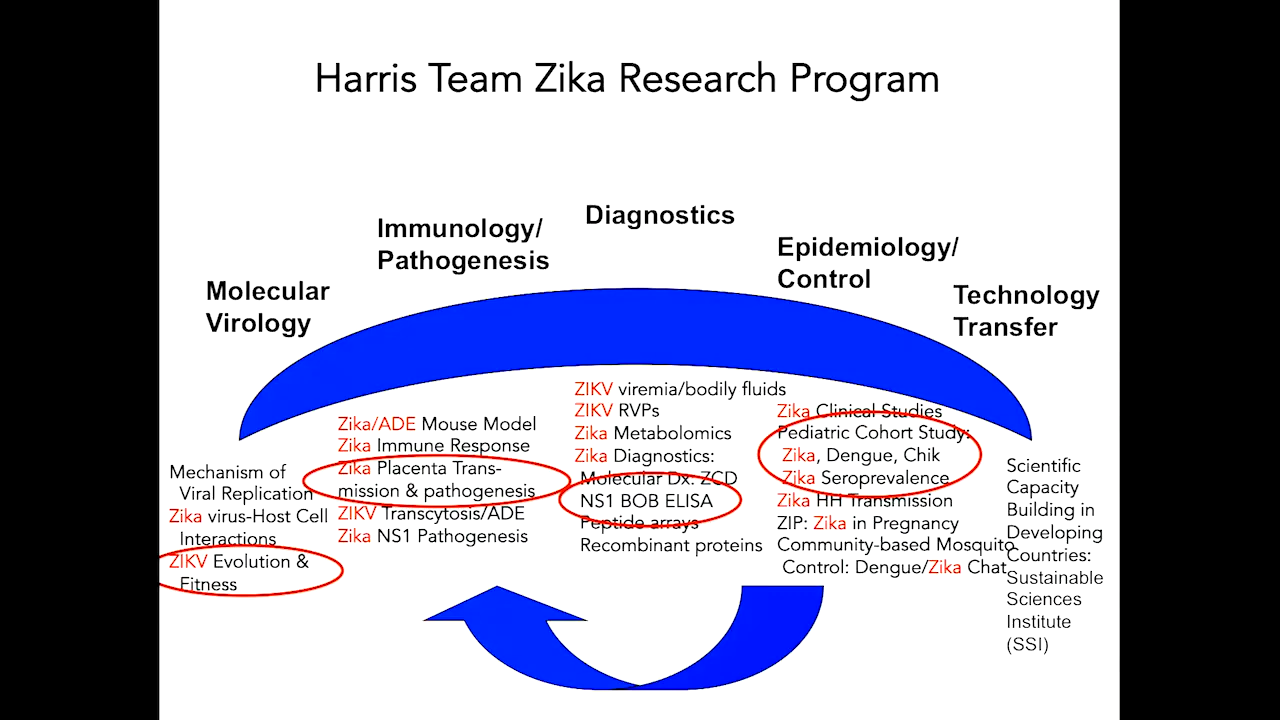 Harris Team Zika Research Program
Molecular
Virology
Immunology/
Pathogenesis
Diagnostics
Epidemiology/
Control
Technology
Transfer
Mechanism of
Viral Replication
Zika virus-Host Cell
Interactions
ZIKV Evolution &
Fitness
Zika/ADE Mouse Model
Zika Immune Response
Zika Placenta Trans-
mission & pathogenesis
ZIKV Transcytosis/ADE
Zika NS1 Pathogenesis
ZIKV viremia/bodily fluids
ZIKV RVPs
Zika Metabolomics
Zika Diagnostics:
Molecular Dx: ZCD
NS1 BOB ELISA
Peptide arrays
Recombinant proteins
Zika Clinical Studies
Pediatric Cohort Study:
Zika, Dengue, Chik
Zika Seroprevalence
Zika HH Transmission
ZIP: Zika in Pregnancy
Community-based Mosquito
Control: Dengue/Zika Chat
Scientific
Capacity
Building in
Developing
Countries:
Sustainable
Sciences
Institute
(SSI)